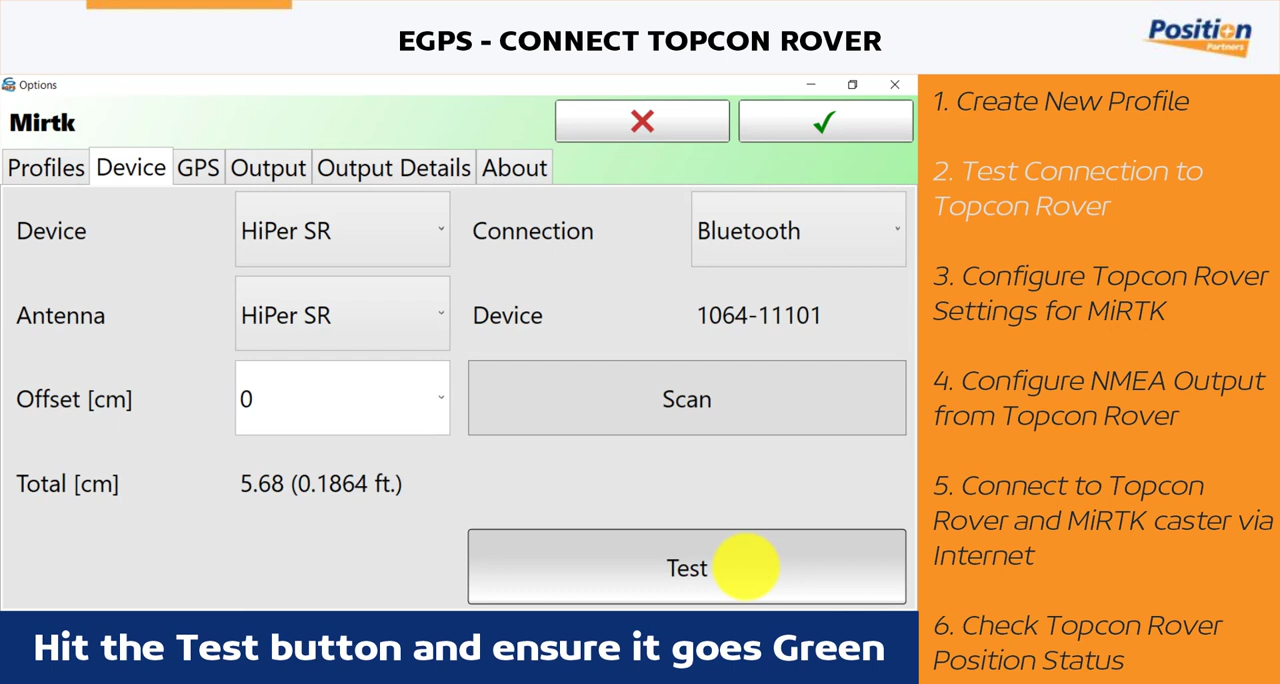 EGPS - CONNECT TOPCON ROVER
Position
Partners
Options
Mirtk
Profiles Device GPS Output Output Details About
Device HiPer SR Connection Bluetooth
Antenna HiPer SR Device 1064-11101
Offset [cm] 0 Scan
Total [cm] 5.68 (0.1864 ft.)
Test
Hit the Test button and ensure it goes Green
1. Create New Profile
2. Test Connection to
Topcon Rover
3. Configure Topcon Rover
Settings for MiRTK
4. Configure NMEA Output
from Topcon Rover
5. Connect to Topcon
Rover and MiRTK caster via
Internet
6. Check Topcon Rover
Position Status